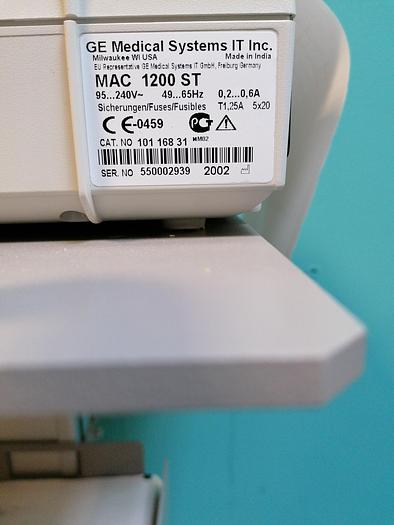 GE Medical Systems IT Inc.
Milwaukee WI USA Made in India
EU Representative GE Medical Systems IT GmbH, Freiburg Germany
MAC 1200 ST
95...240V~ 49...65Hz 0,2...0,6A
Sicherungen/Fuses/Fusibles T1,25A 5x20
CE-0459 PCT
CAT. NO 101 168 31 MM02
SER. NO 550002939 2002